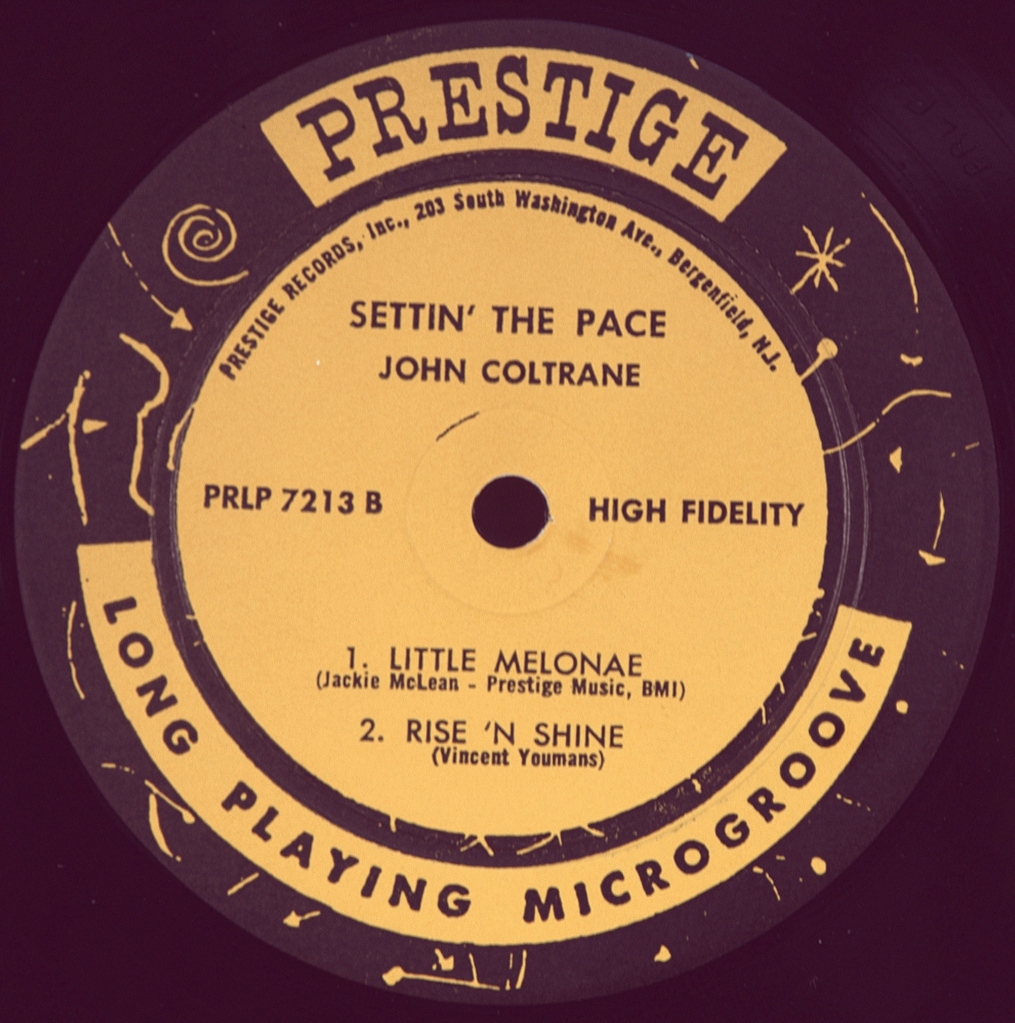 PRESTIGE
PRESTIGE RECORDS, Inc., 203 South Washington Ave., Bergenfield, N.J.
SETTIN' THE PACE
JOHN COLTRANE
PRLP 7213 B
HIGH FIDELITY
1. LITTLE MELONAE
(Jackie McLean - Prestige Music, BMI)
2. RISE 'N SHINE
(Vincent Youmans)
LONG PLAYING MICROGROOVE